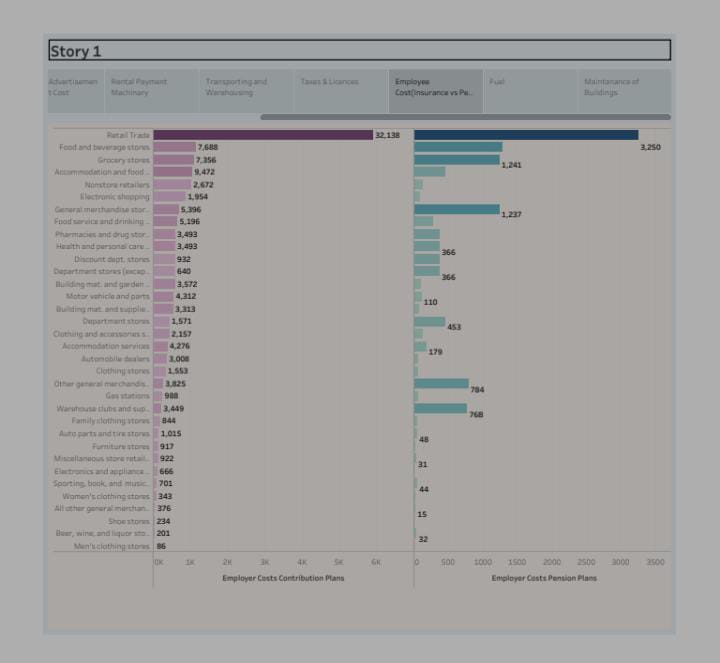 Story 1
Advertisemen
t Cost
Rental Payment
Machinery
Transporting and
Warehousing
Taxes & Licences
Employee
Cost(Insurance vs Pe..
Fuel
Maintanance of
Buildings
Retail Trade 32,138
Food and beverage stores 7,688 3,250
Grocery stores 7,356 1,241
Accommodation and food .. 9,472
Nonstore retailers 2,672
Electronic shopping 1,954
General merchandise stor.. 5,396 1,237
Food service and drinking .. 5,196
Pharmacies and drug stor.. 3,493
Health and personal care .. 3,493 366
Discount dept. stores 932
Department stores (excep.. 640 366
Building mat. and garden .. 3,572
Motor vehicle and parts 4,312 110
Building mat. and supplie.. 3,313
Department stores 1,571 453
Clothing and accessories s.. 2,157
Accommodation services 4,276 179
Automobile dealers 3,008
Clothing stores 1,553
Other general merchandis.. 3,825 784
Gas stations 988
Warehouse clubs and sup.. 3,449 768
Family clothing stores 844
Auto parts and tire stores 1,015 48
Furniture stores 917
Miscellaneous store retail.. 922 31
Electronics and appliance .. 666
Sporting, book, and music.. 701 44
Women's clothing stores 343
All other general merchan.. 376 15
Shoe stores 234
Beer, wine, and liquor sto.. 201 32
Men's clothing stores 86
0K 1K 2K 3K 4K 5K 6K 0 500 1000 1500 2000 2500 3000 3500
Employer Costs Contribution Plans Employer Costs Pension Plans